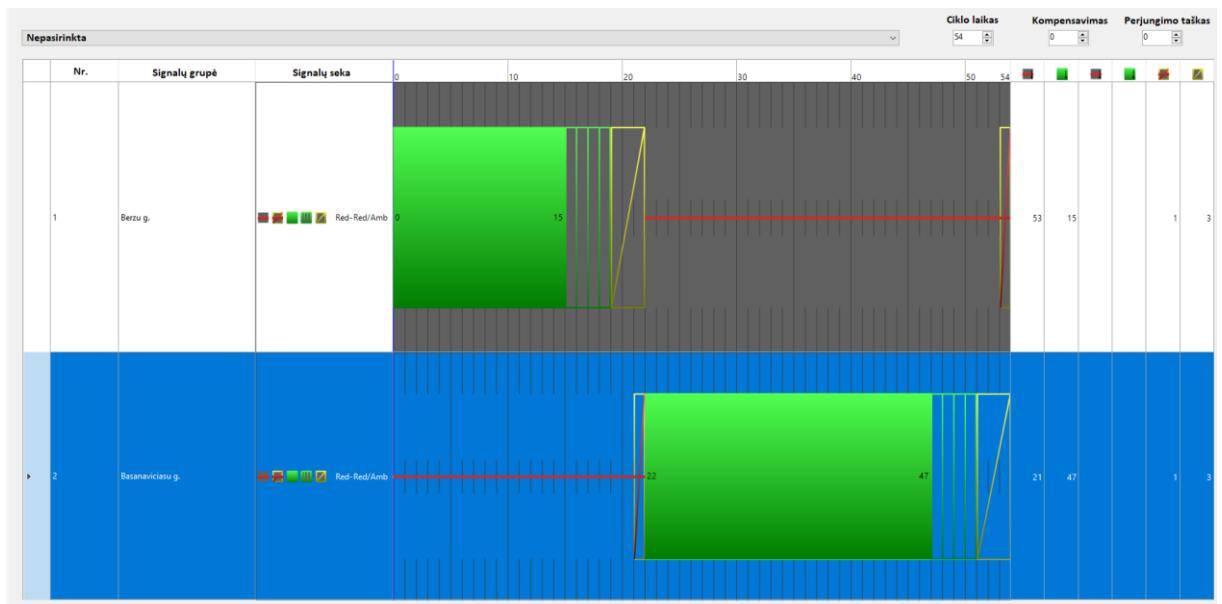 Ciklo laikas Kompensavimas Perjungimo taškas
Nepasirinkta 54 0 0
Nr. Signalų grupė Signalų seka 0 10 20 30 40 50 54
1 Berzu g. Red-Red/Amb 0 15 53 15 1 3
2 Basanaviciasu g. Red-Red/Amb 22 47 21 47 1 3